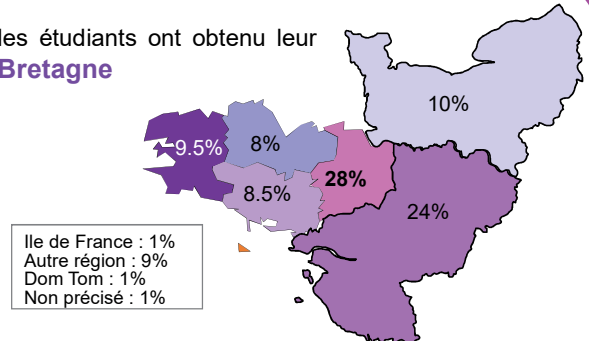 les étudiants ont obtenu leur
Bretagne
10%
9.5%
8%
28%
8.5%
24%
Ile de France : 1%
Autre région : 9%
Dom Tom : 1%
Non précisé : 1%